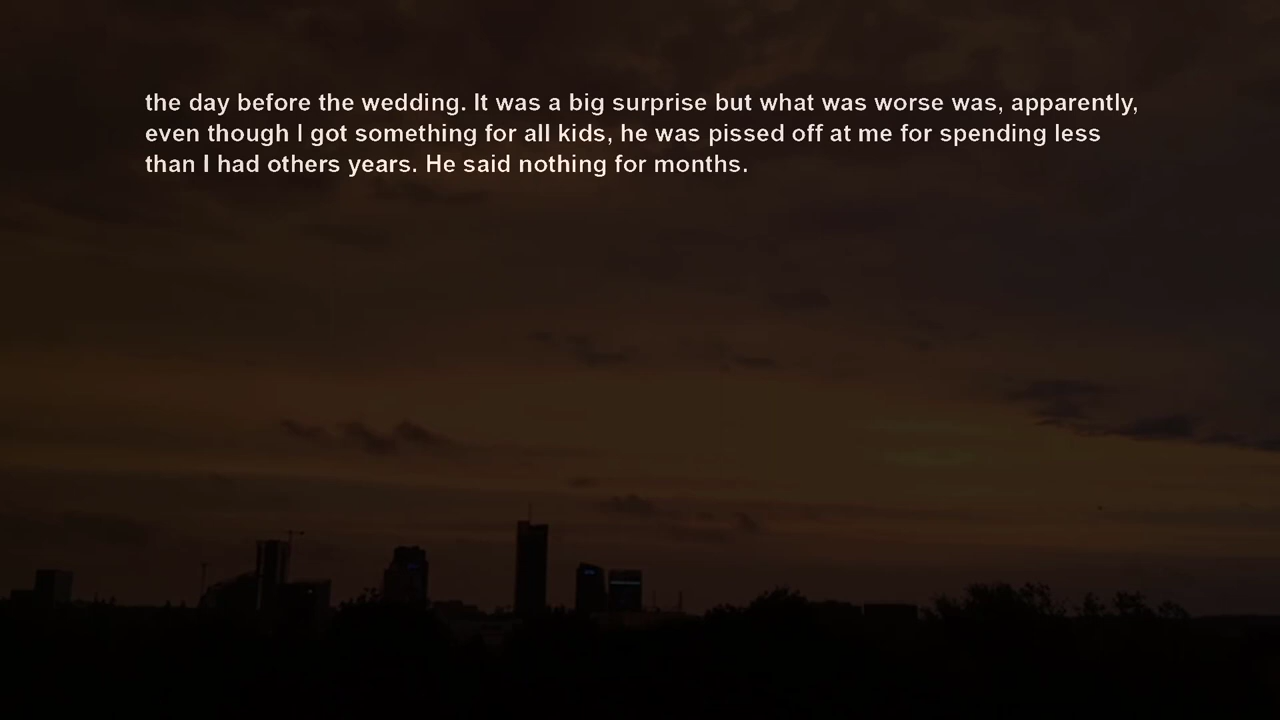 the day before the wedding. It was a big surprise but what was worse was, apparently,
even though I got something for all kids, he was pissed off at me for spending less
than I had others years. He said nothing for months.